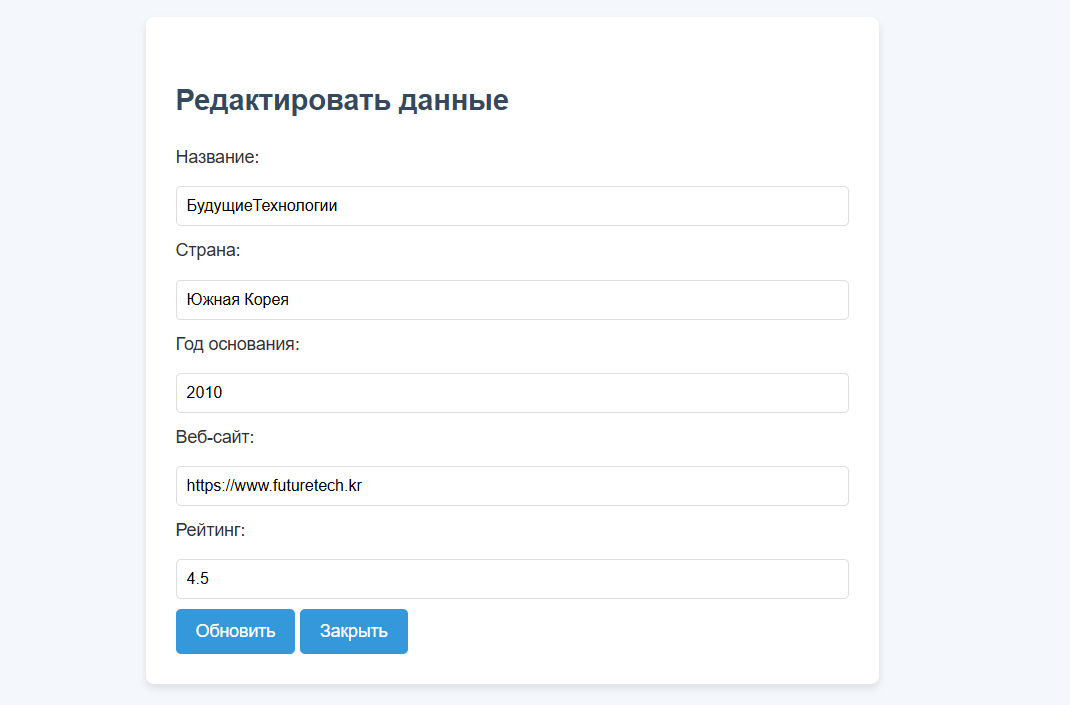 Редактировать данные
Название:
БудущиеТехнологии
Страна:
Южная Корея
Год основания:
2010
Веб-сайт:
https://www.futuretech.kr
Рейтинг:
4.5
Обновить Закрыть